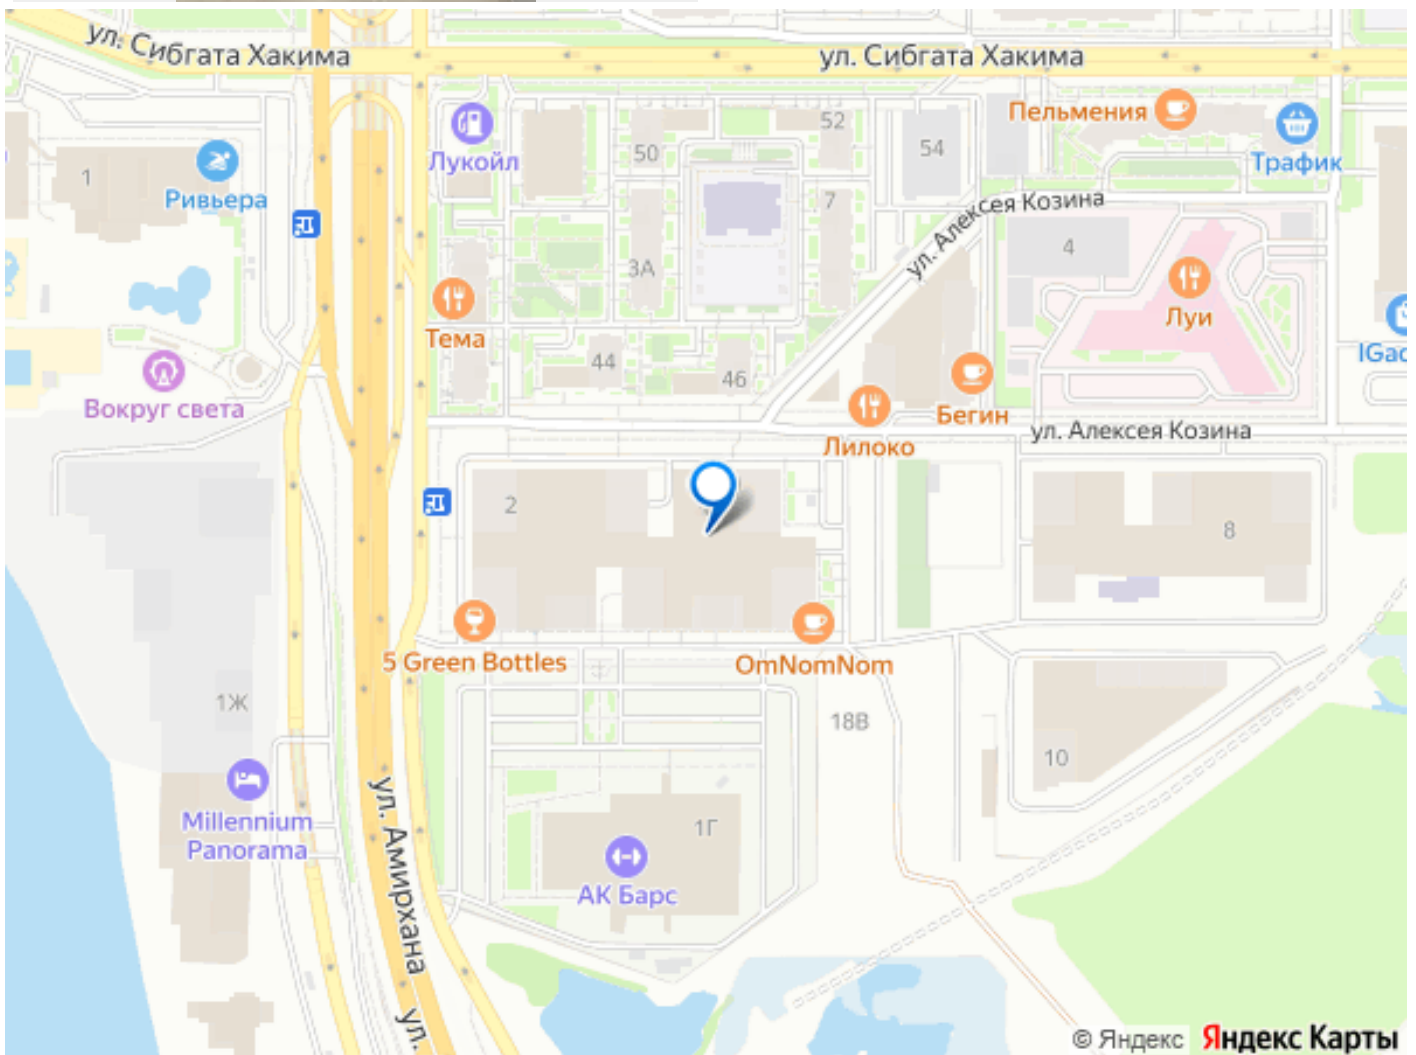 ул. Сибгата Хакима
ул. Сибгата Хакима
Пельмения
Трафик
Лукойл
50
52
54
1
Ривьера
7
ул. Алексея Козина
4
3А
Луи
Тема
IGac
44
46
Вокруг света
Бегин
Лилоко
ул. Алексея Козина
2
8
5 Green Bottles
OmNomNom
1Ж
18В
10
Millennium
Panorama
ул. Амирхана
1Г
АК Барс
ул.
© Яндекс Яндекс Карты